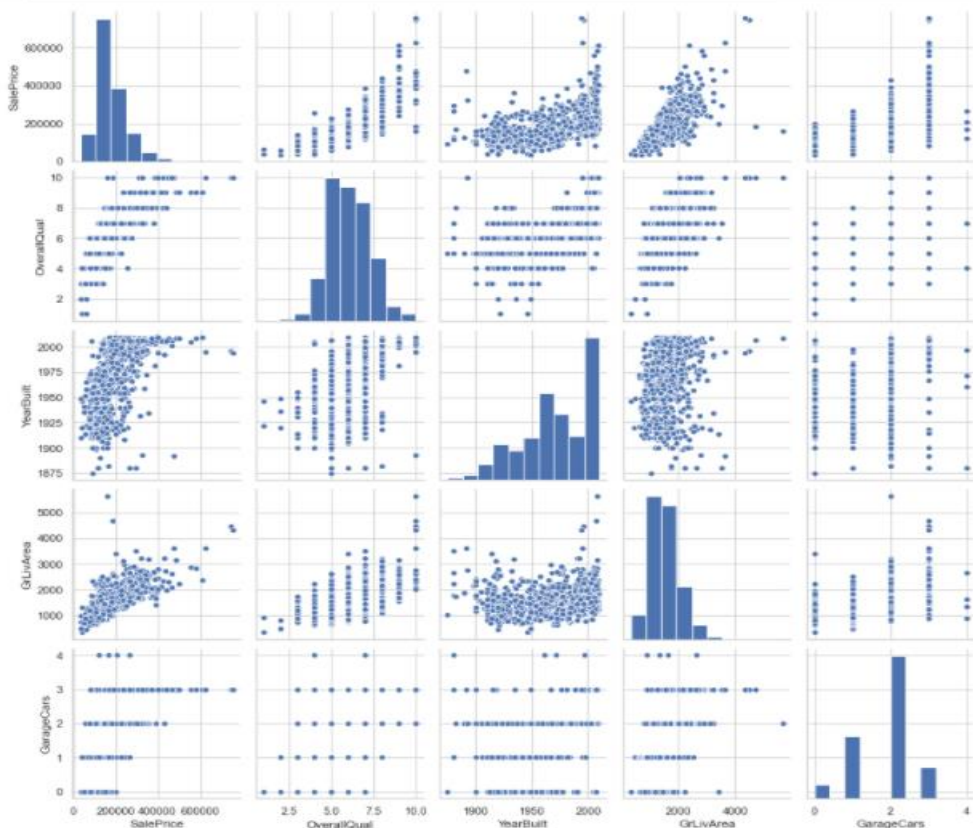 SalePrice
600000
400000
200000
0
OverallQual
10
8
6
4
2
YearBuilt
2000
1975
1950
1925
1900
1875
GrLivArea
5000
4000
3000
2000
1000
GarageCars
4
3
2
1
0
0 200000 400000 600000
2.5 5.0 7.5 10.0
1900 1950 2000
2000 4000
0 2 4
SalePrice
OverallQual
YearBuilt
GrLivArea
GarageCars